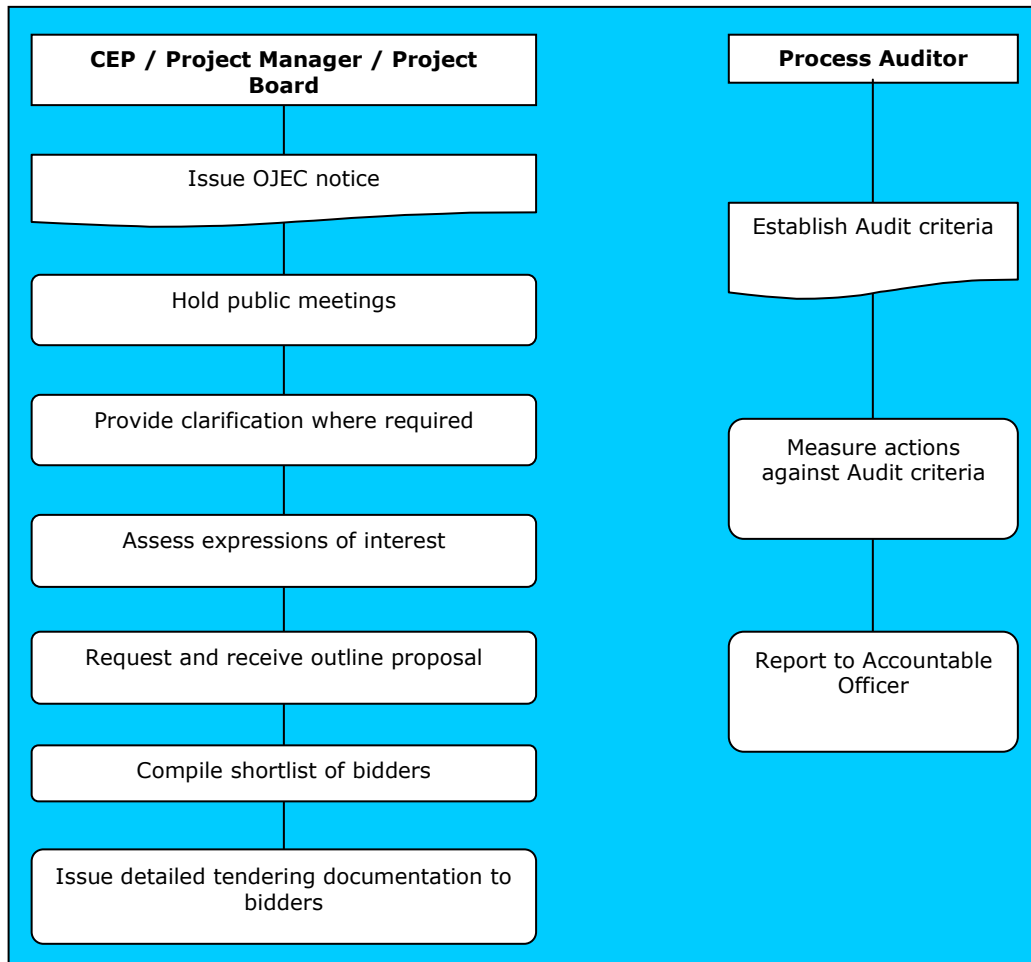 CEP / Project Manager / Project
Board
Issue OJEC notice
Hold public meetings
Provide clarification where required
Assess expressions of interest
Request and receive outline proposal
Compile shortlist of bidders
Issue detailed tendering documentation to
bidders
Process Auditor
Establish Audit criteria
Measure actions
against Audit criteria
Report to Accountable
Officer